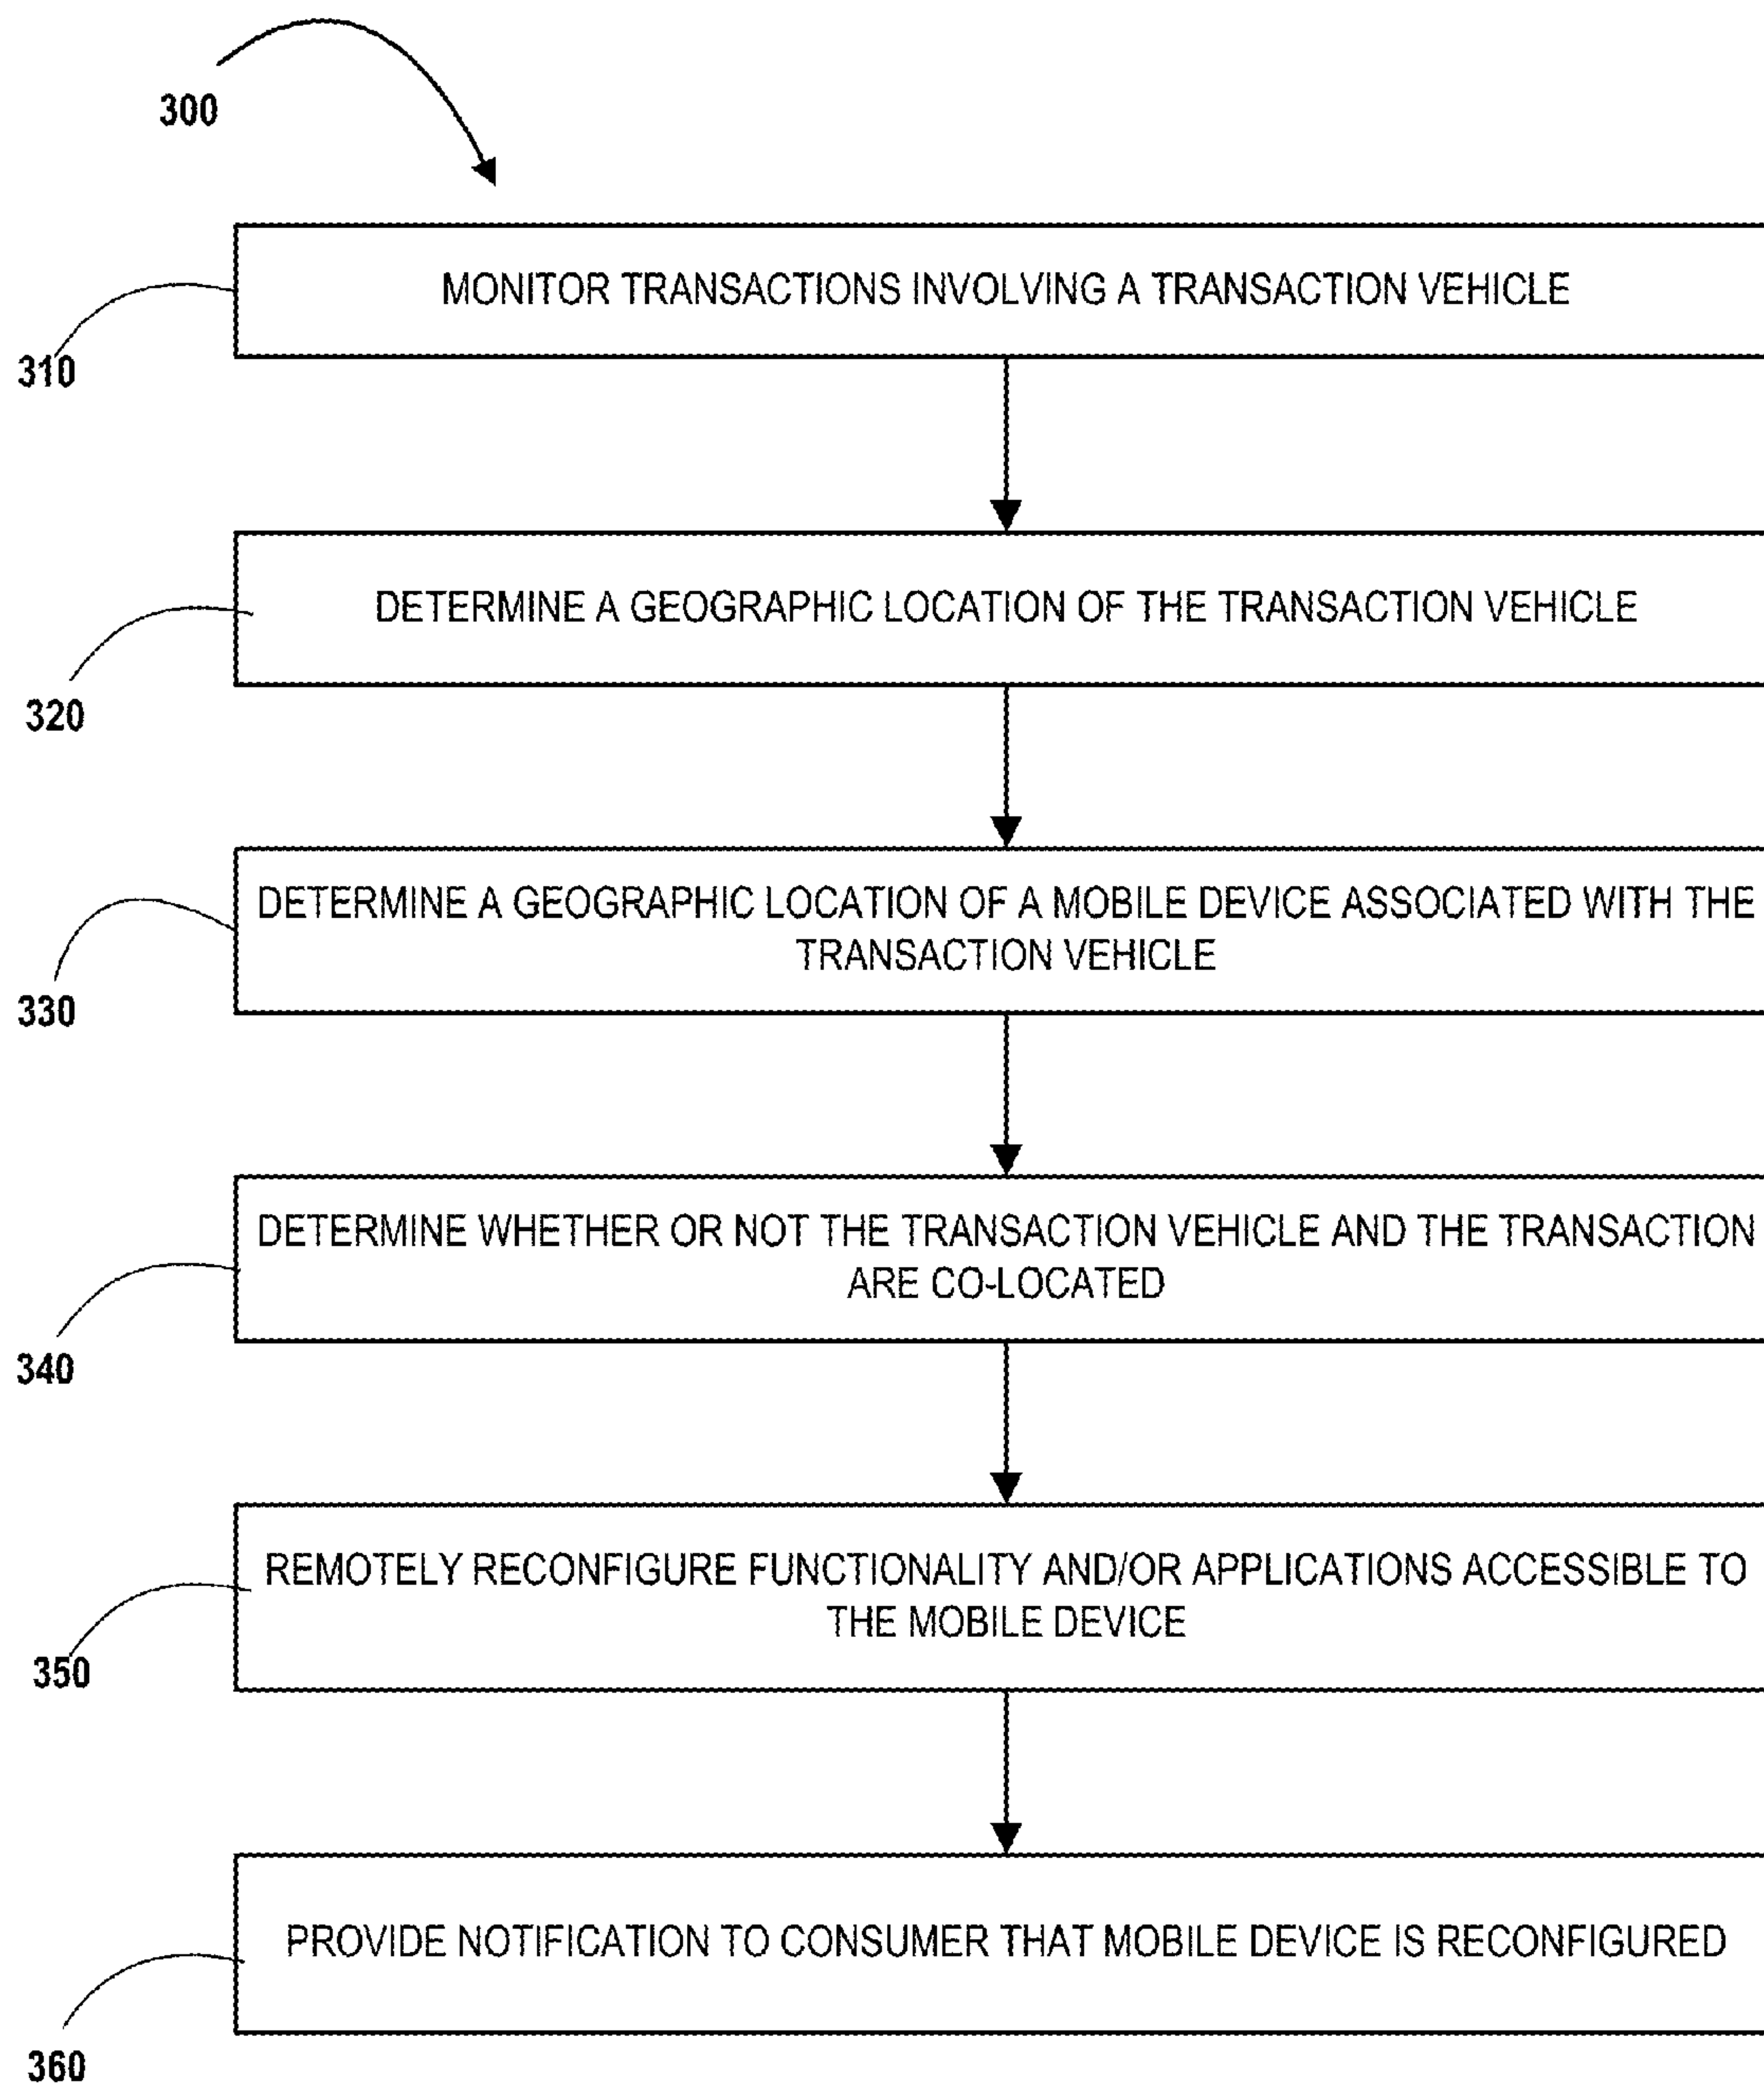 300
MONITOR TRANSACTIONS INVOLVING A TRANSACTION VEHICLE
310
DETERMINE A GEOGRAPHIC LOCATION OF THE TRANSACTION VEHICLE
320
DETERMINE A GEOGRAPHIC LOCATION OF A MOBILE DEVICE ASSOCIATED WITH THE
TRANSACTION VEHICLE
330
DETERMINE WHETHER OR NOT THE TRANSACTION VEHICLE AND THE TRANSACTION
ARE CO-LOCATED
340
REMOTELY RECONFIGURE FUNCTIONALITY AND/OR APPLICATIONS ACCESSIBLE TO
THE MOBILE DEVICE
350
PROVIDE NOTIFICATION TO CONSUMER THAT MOBILE DEVICE IS RECONFIGURED
360